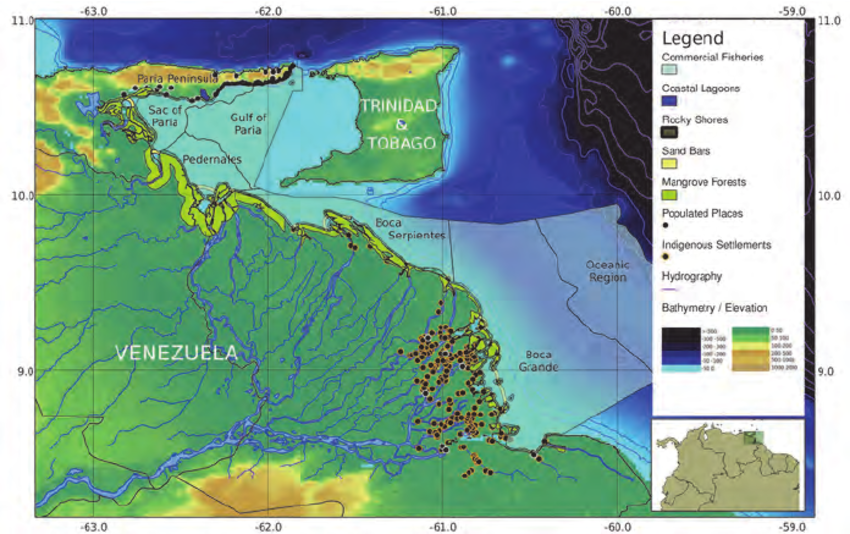 -63.0 -62.0 -61.0 -60.0 -59.0
11.0 11.0
Paria Peninsula
Sac of
Paria
Gulf of
Paria
TRINIDAD
&
TOBAGO
Pedernales
10.0 10.0
Boca
Serpientes
Oceanic
Region
VENEZUELA
Boca
Grande
9.0 9.0
-63.0 -62.0 -61.0 -60.0 -59.0
Legend
Commercial Fisheries
Coastal Lagoons
Rocky Shores
Sand Bars
Mangrove Forests
Populated Places
Indigenous Settlements
Hydrography
Bathymetry / Elevation